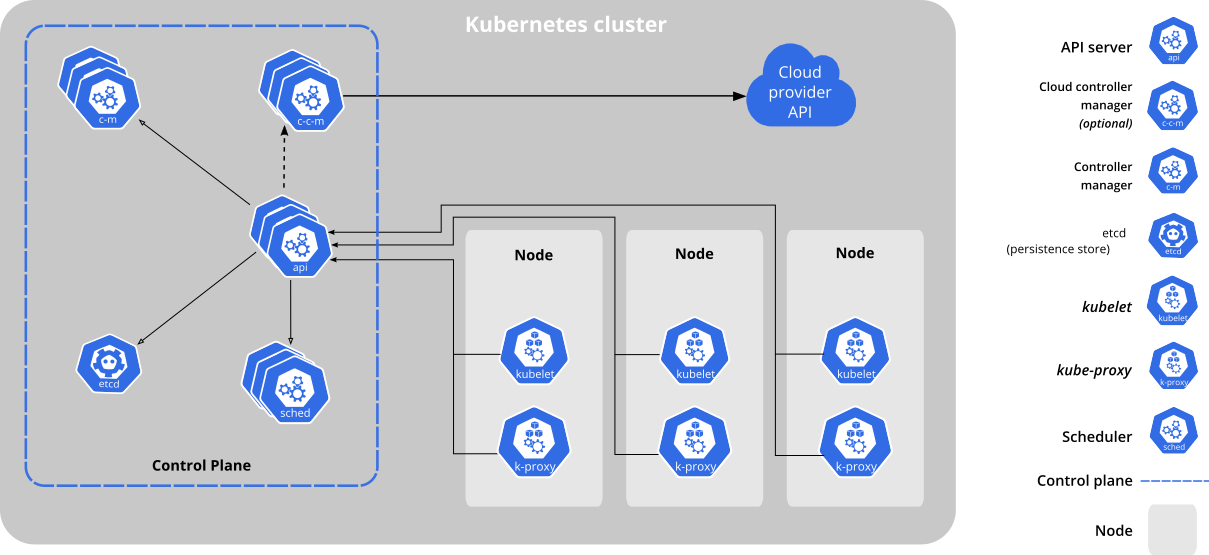 Kubernetes cluster
c-m
c-c-m
Cloud
provider
API
api
etcd
sched
Control Plane
Node
kubelet
k-proxy
Node
kubelet
k-proxy
Node
kubelet
k-proxy
API server
api
Cloud controller
manager
(optional)
c-c-m
Controller
manager
c-m
etcd
(persistence store)
etcd
kubelet
kubelet
kube-proxy
k-proxy
Scheduler
sched
Control plane
Node